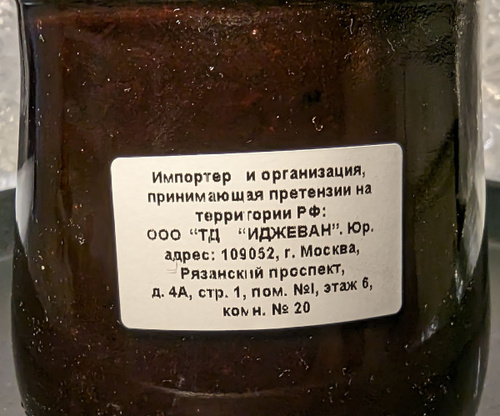 Импортер и организация,
принимающая претензии на
территории РФ:
ООО "ТД "ИДЖЕВАН". Юр.
адрес: 109052, г. Москва,
Рязанский проспект,
д. 4А, стр. 1, пом. №I, этаж 6,
комн. № 20